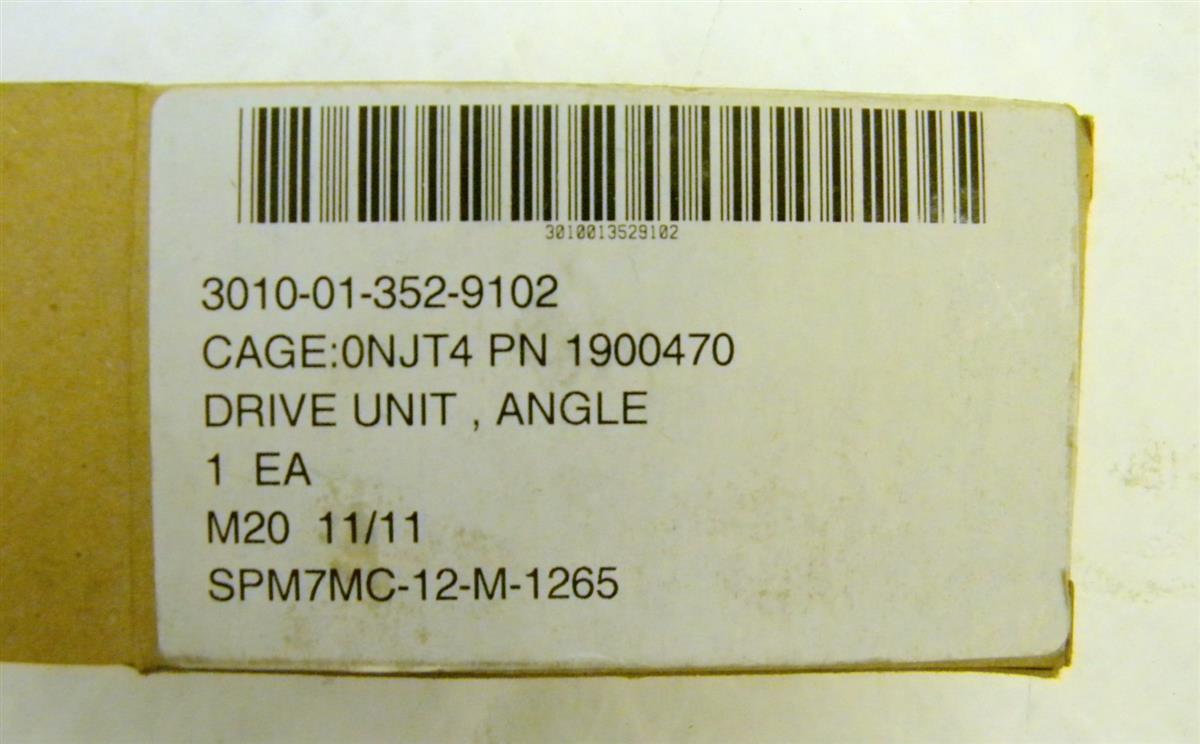 3010013529102
3010-01-352-9102
CAGE:0NJT4 PN 1900470
DRIVE UNIT , ANGLE
1 EA
M20 11/11
SPM7MC-12-M-1265